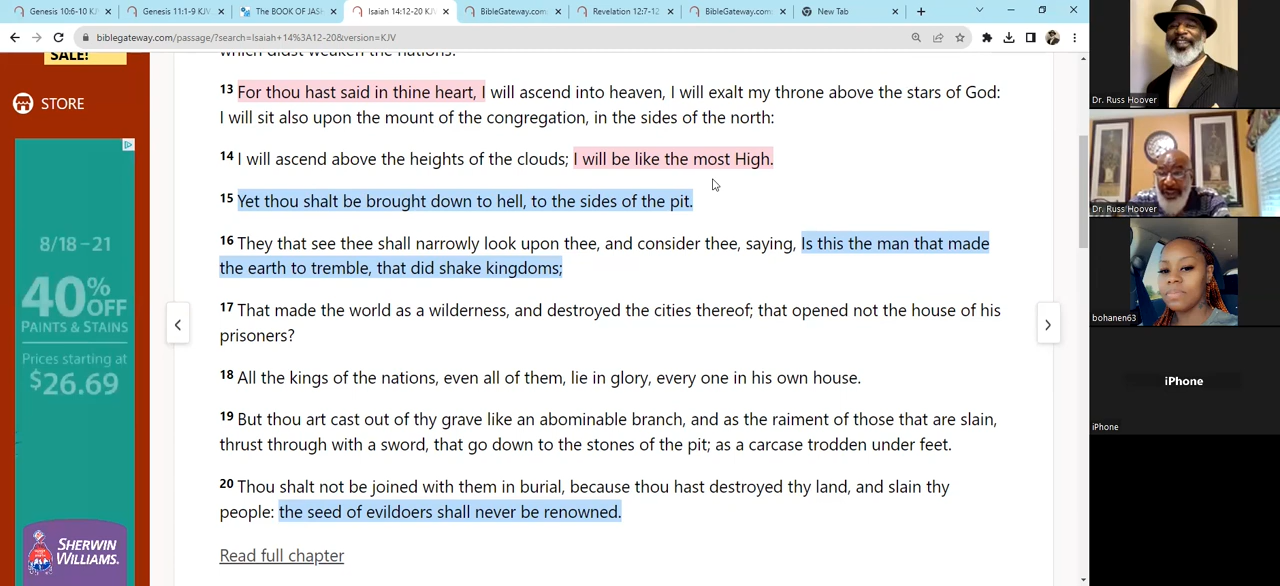 Genesis 10:6-10 KJ
Genesis 11:1-9 KJV
The BOOK OF JAS
Isaiah 14:12-20 KJ
BibleGateway.com
Revelation 12:7-12
BibleGateway.com
New Tab
biblegateway.com/passage/?search=Isaiah+14%3A12-20&version=KJV
SALE!
STORE
which didst weaken the nations!
13 For thou hast said in thine heart, I will ascend into heaven, I will exalt my throne above the stars of God:
I will sit also upon the mount of the congregation, in the sides of the north:
14 I will ascend above the heights of the clouds; I will be like the most High.
15 Yet thou shalt be brought down to hell, to the sides of the pit.
16 They that see thee shall narrowly look upon thee, and consider thee, saying, Is this the man that made
the earth to tremble, that did shake kingdoms;
17 That made the world as a wilderness, and destroyed the cities thereof; that opened not the house of his
prisoners?
18 All the kings of the nations, even all of them, lie in glory, every one in his own house.
19 But thou art cast out of thy grave like an abominable branch, and as the raiment of those that are slain,
thrust through with a sword, that go down to the stones of the pit; as a carcase trodden under feet.
20 Thou shalt not be joined with them in burial, because thou hast destroyed thy land, and slain thy
people: the seed of evildoers shall never be renowned.
Read full chapter
8/18 –21
40% OFF
PAINTS & STAINS
Prices starting at
$26.69
SHERWIN
WILLIAMS.
Dr. Russ Hoover
Dr. Russ Hoover
bohanen63
iPhone
iPhone